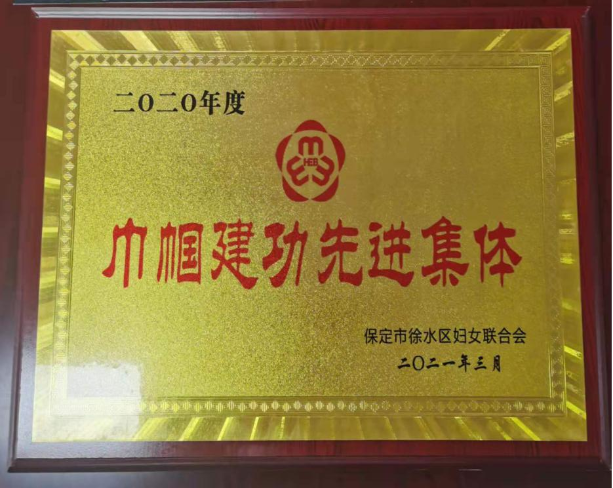 二〇二〇年度
HEB
巾帼建功先进集体
保定市徐水区妇女联合会
二〇二一年三月